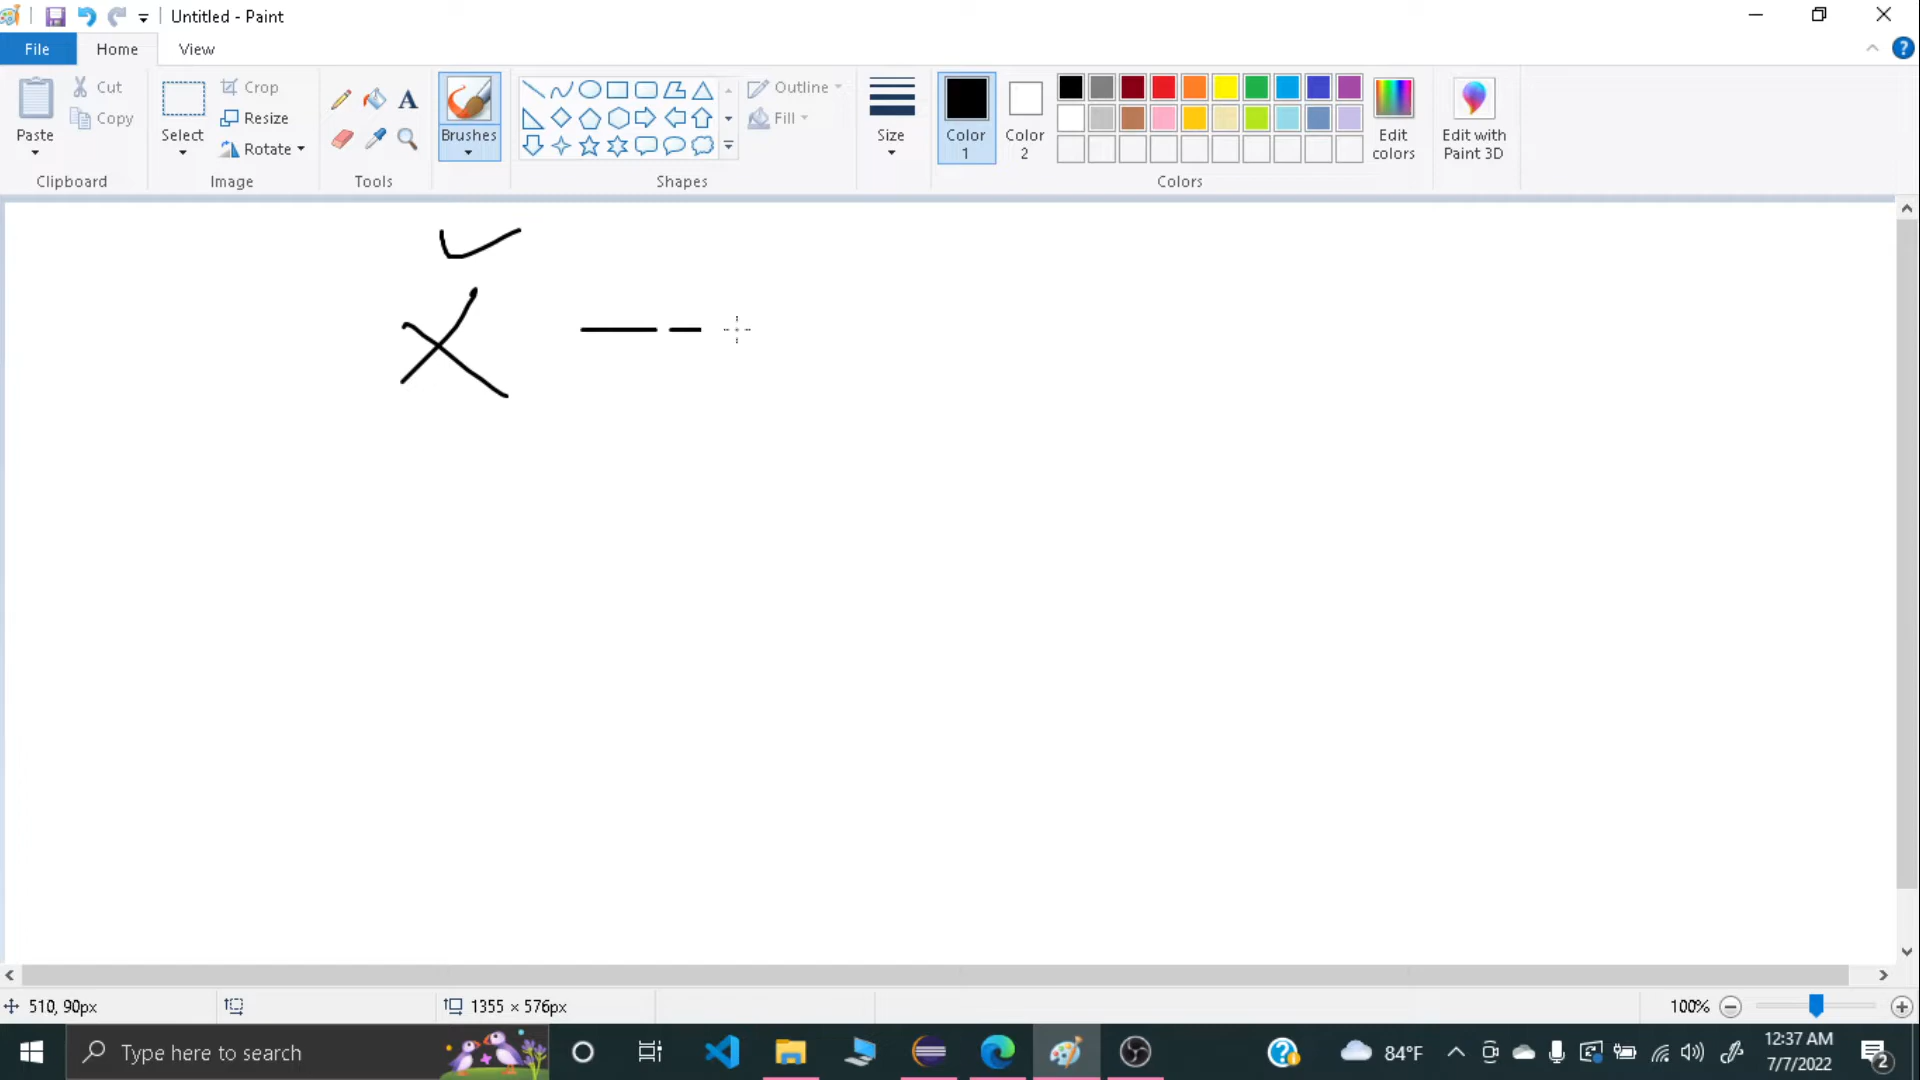 Untitled - Paint
File Home View
Paste Cut Copy Clipboard
Select Crop Resize Rotate Image
A Tools
Brushes
Outline Fill Shapes
Size
Color 1 Color 2 Edit colors Colors
Edit with Paint 3D
✓
X — -
510, 90px 1355 × 576px 100%
Type here to search 84°F 12:37 AM
7/7/2022 2